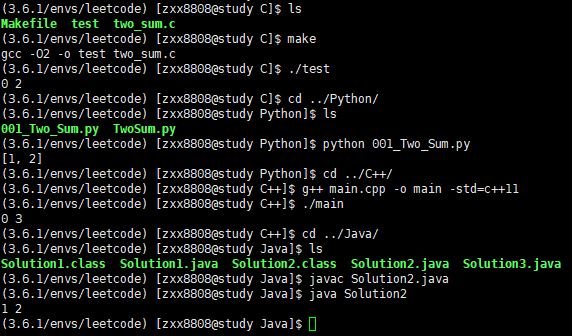 (3.6.1/envs/leetcode) [zxx8808@study C]$ ls
Makefile  test  two_sum.c
(3.6.1/envs/leetcode) [zxx8808@study C]$ make
gcc -O2 -o test two_sum.c
(3.6.1/envs/leetcode) [zxx8808@study C]$ ./test
0 2
(3.6.1/envs/leetcode) [zxx8808@study C]$ cd ../Python/
(3.6.1/envs/leetcode) [zxx8808@study Python]$ ls
001_Two_Sum.py  TwoSum.py
(3.6.1/envs/leetcode) [zxx8808@study Python]$ python 001_Two_Sum.py
[1, 2]
(3.6.1/envs/leetcode) [zxx8808@study Python]$ cd ../C++/
(3.6.1/envs/leetcode) [zxx8808@study C++]$ g++ main.cpp -o main -std=c++11
(3.6.1/envs/leetcode) [zxx8808@study C++]$ ./main
0 3
(3.6.1/envs/leetcode) [zxx8808@study C++]$ cd ../Java/
(3.6.1/envs/leetcode) [zxx8808@study Java]$ ls
Solution1.class  Solution1.java  Solution2.class  Solution2.java  Solution3.java
(3.6.1/envs/leetcode) [zxx8808@study Java]$ javac Solution2.java
(3.6.1/envs/leetcode) [zxx8808@study Java]$ java Solution2
1 2
(3.6.1/envs/leetcode) [zxx8808@study Java]$